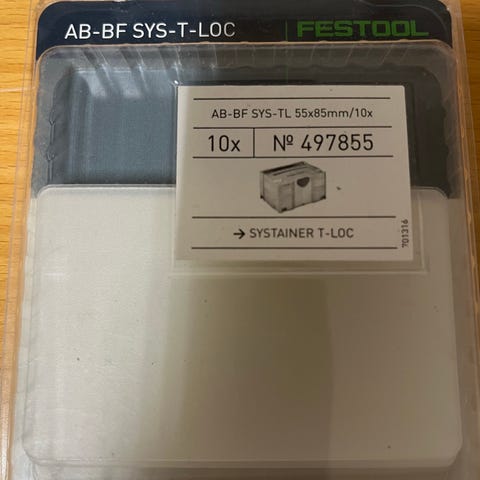 AB-BF SYS-T-LOC
FESTOOL
AB-BF SYS-TL 55x85mm/10x
10x
№ 497855
→ SYSTAINER T-LOC
701316